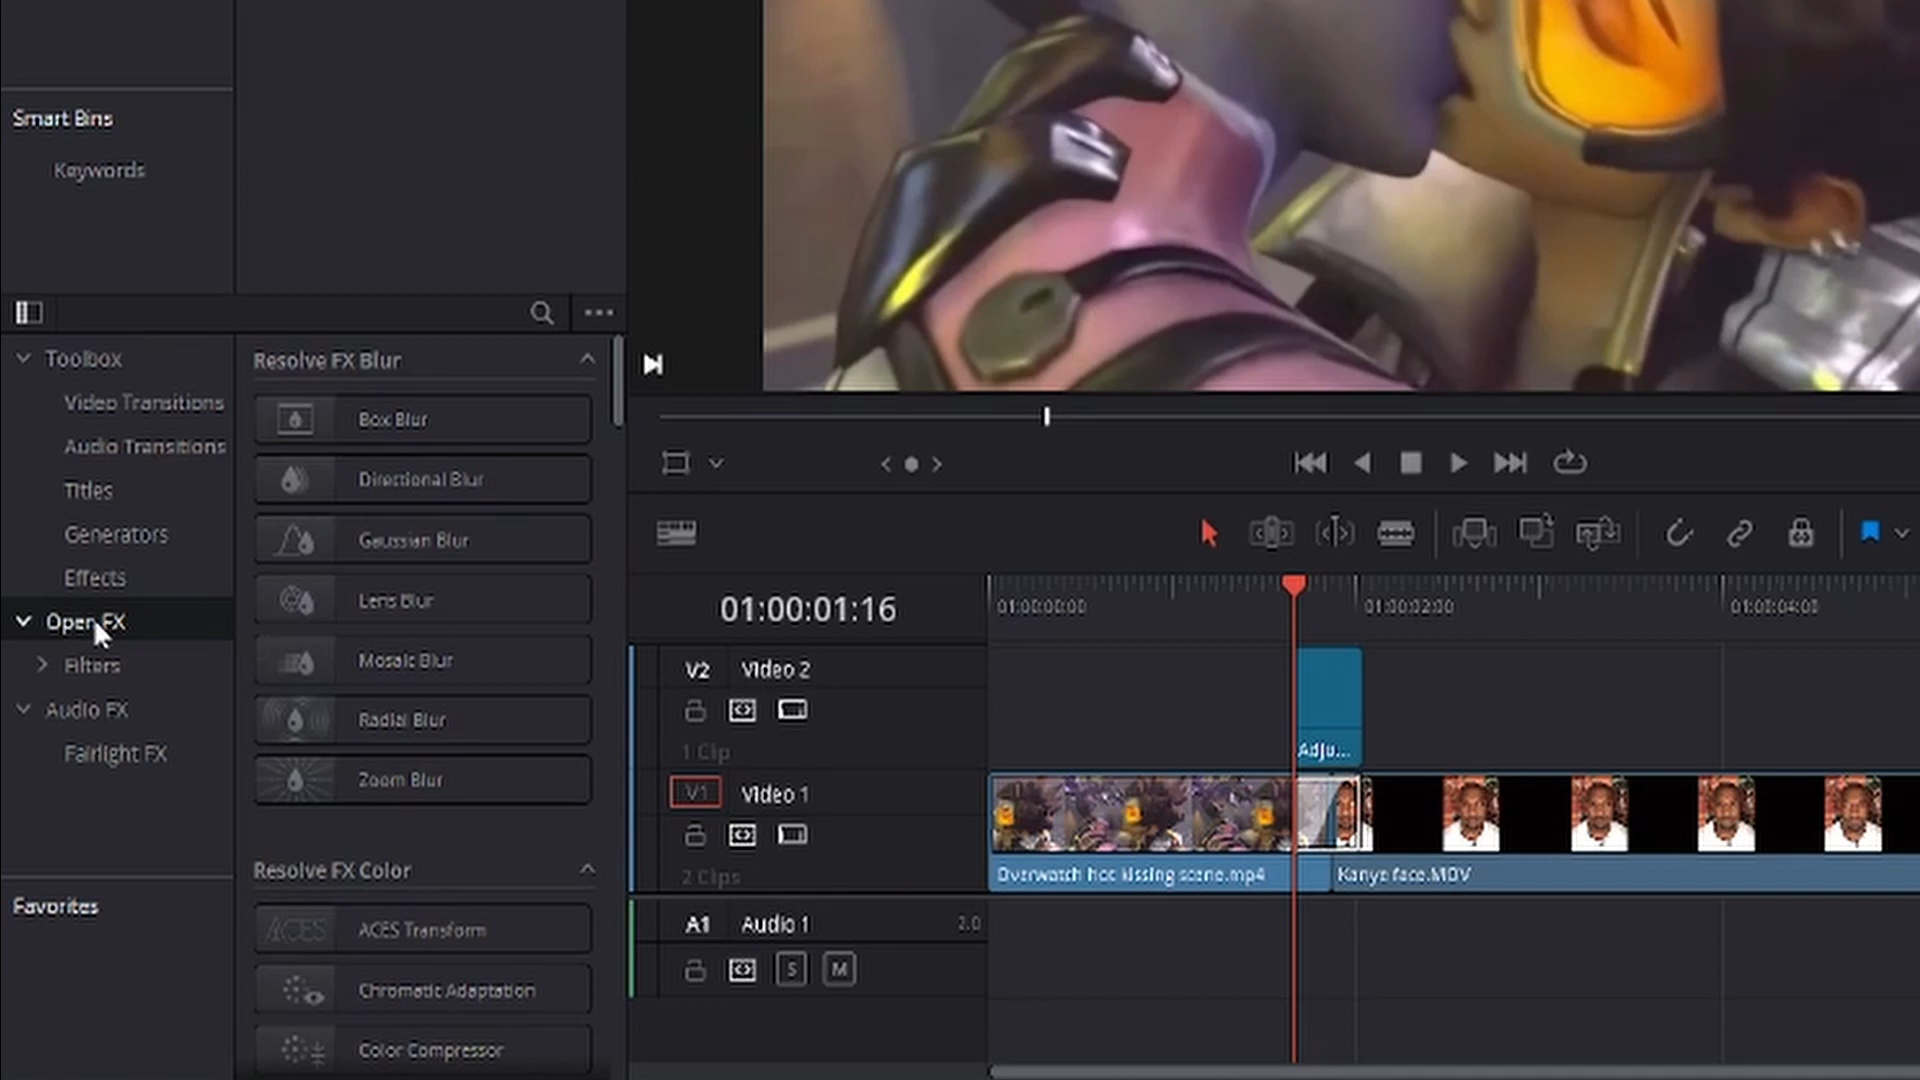 Smart Bins
Keywords
Toolbox
Video Transitions
Audio Transitions
Titles
Generators
Effects
Open FX
Filters
Audio FX
Fairlight FX
Favorites
Resolve FX Blur
Box Blur
Directional Blur
Gaussian Blur
Lens Blur
Mosaic Blur
Radial Blur
Zoom Blur
Resolve FX Color
ACES
ACES Transform
Chromatic Adaptation
Color Compressor
01:00:01:16
01:00:00:00
01:00:02:00
01:00:04:00
V2 Video 2
1 Clip
Adju...
V1 Video 1
2 Clips
Overwatch hot kissing scene.mp4
Kanye face.MOV
A1 Audio 1 2.0
S M